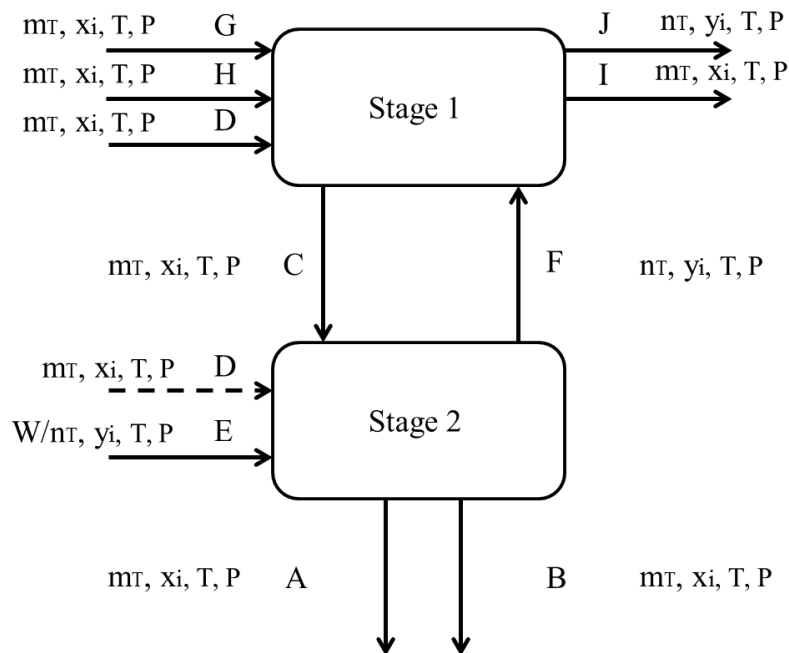 mT, xi, T, P G J nT, yi, T, P
mT, xi, T, P H I mT, xi, T, P
mT, xi, T, P D
Stage 1
mT, xi, T, P C F nT, yi, T, P
mT, xi, T, P D
Stage 2
W/nT, yi, T, P E
mT, xi, T, P A B mT, xi, T, P